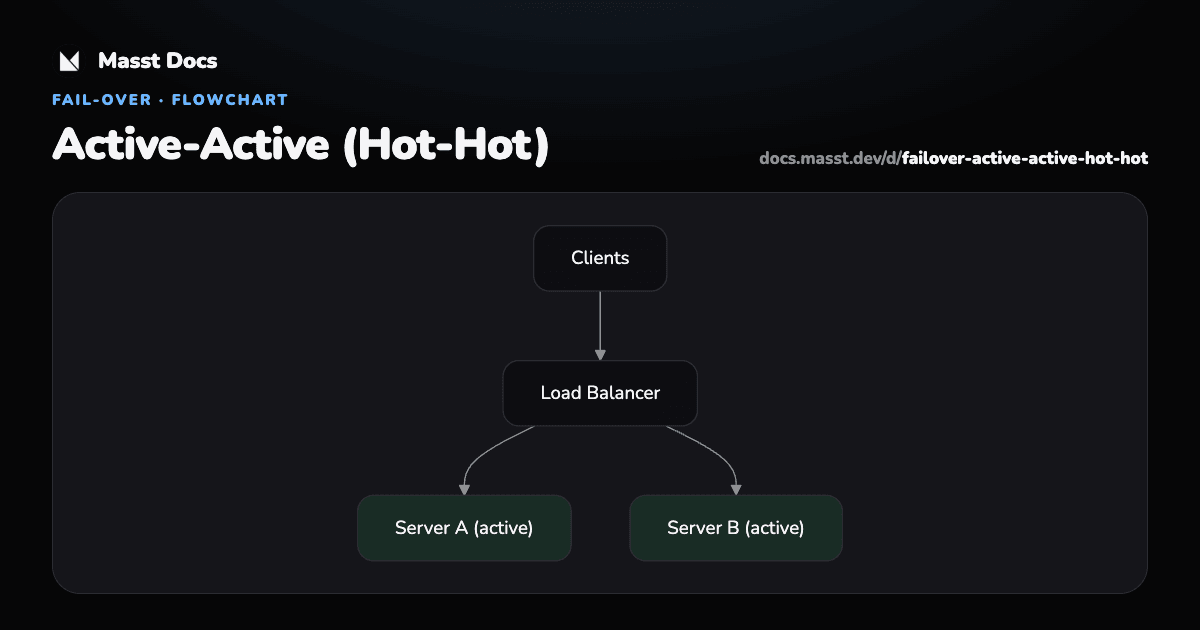 Masst Docs
FAIL-OVER · FLOWCHART
Active-Active (Hot-Hot)
docs.masst.dev/d/failover-active-active-hot-hot
Clients
Load Balancer
Server A (active)
Server B (active)